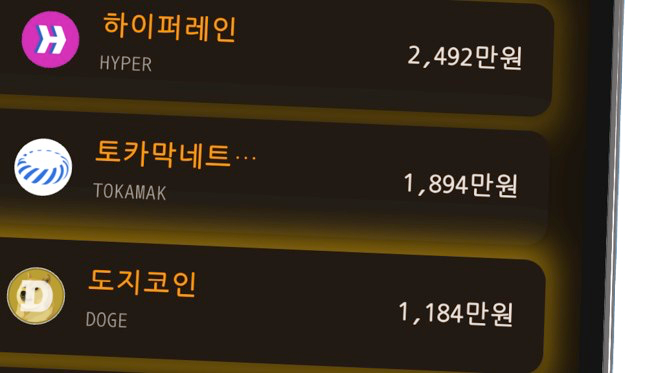 하이퍼레인
HYPER
2,492만원
토카막네트...
TOKAMAK
1,894만원
도지코인
DOGE
1,184만원